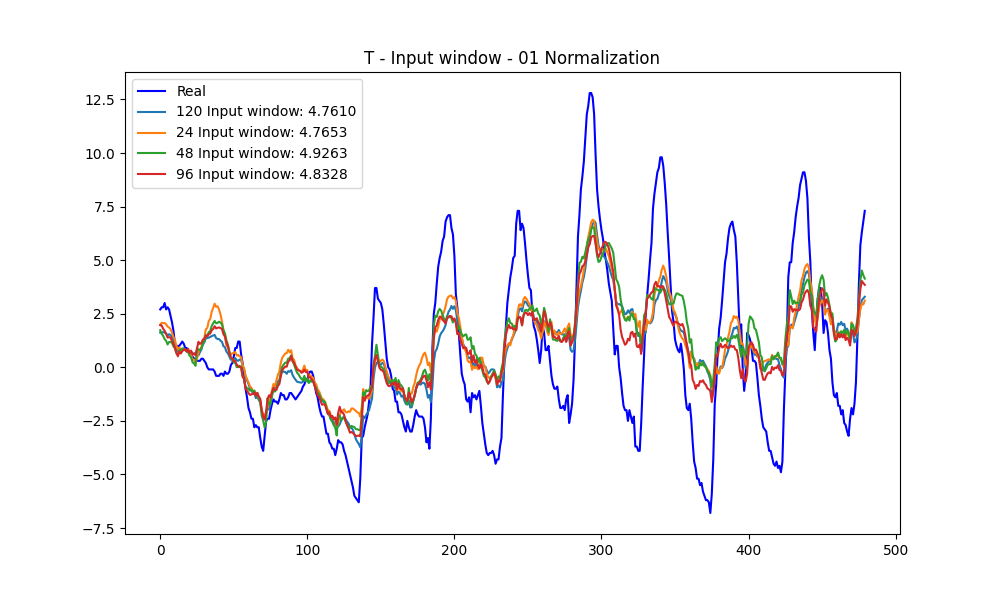 T - Input window - 01 Normalization
Real
120 Input window: 4.7610
24 Input window: 4.7653
48 Input window: 4.9263
96 Input window: 4.8328
12.5
10.0
7.5
5.0
2.5
0.0
−2.5
−5.0
−7.5
0 100 200 300 400 500